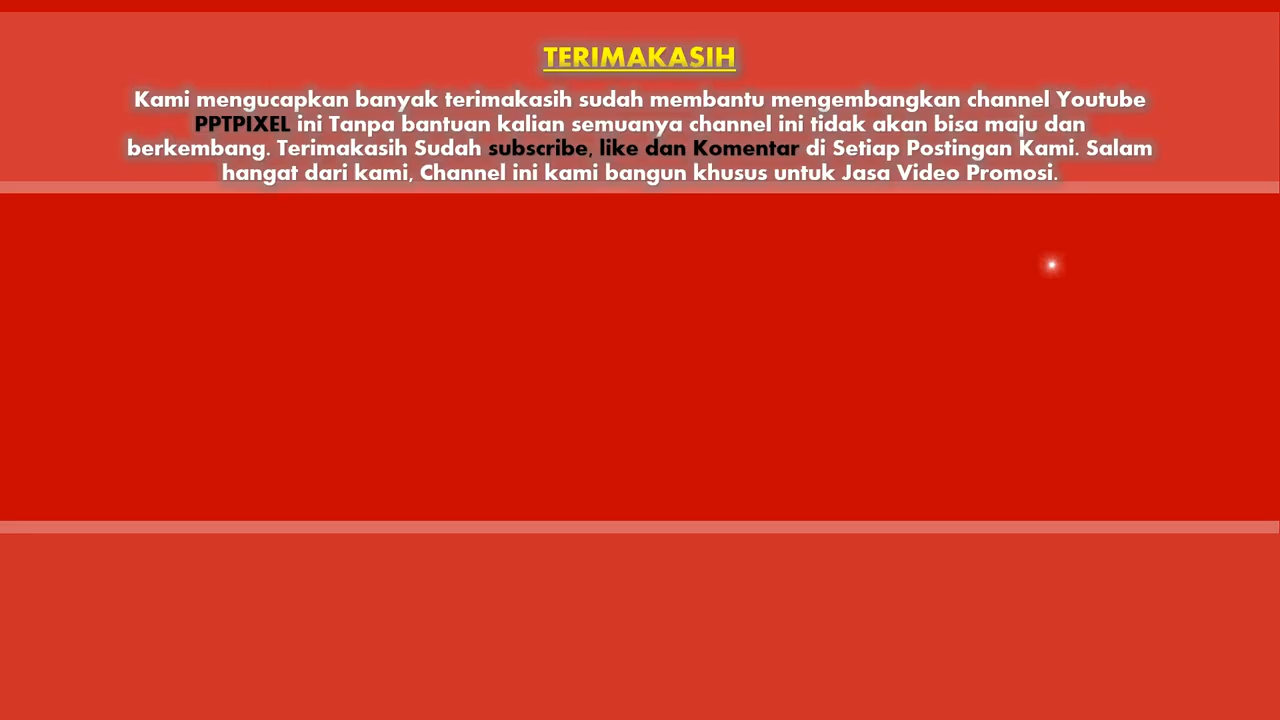 TERIMAKASIH
Kami mengucapkan banyak terimakasih sudah membantu mengembangkan channel Youtube
PPTPIXEL ini Tanpa bantuan kalian semuanya channel ini tidak akan bisa maju dan
berkembang. Terimakasih Sudah subscribe, like dan Komentar di Setiap Postingan Kami. Salam
hangat dari kami, Channel ini kami bangun khusus untuk Jasa Video Promosi.